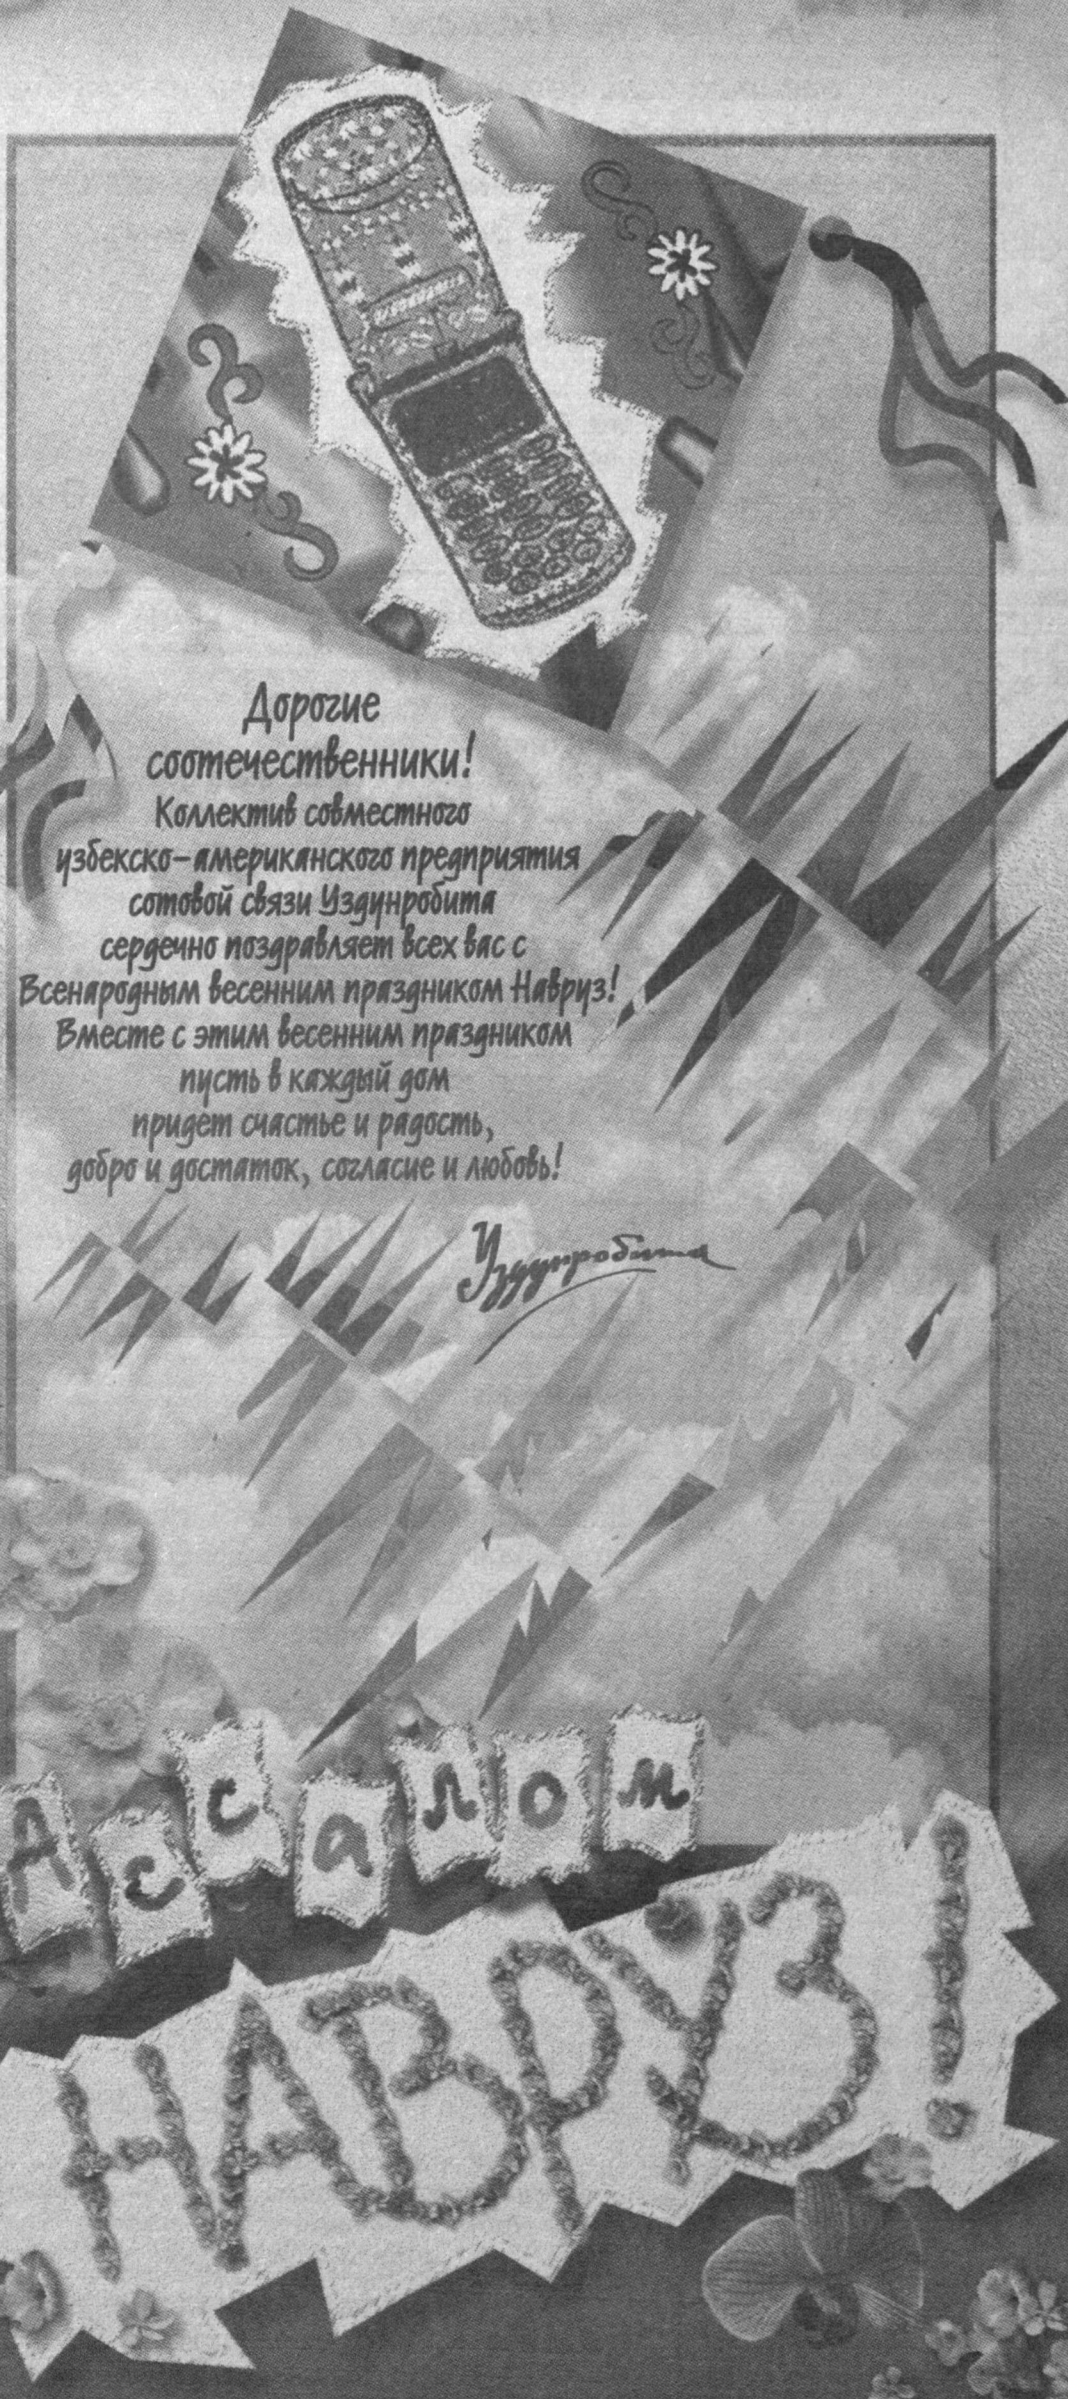 Дорогие
соотечественники!
Коллектив совместного
узбекско-американского предприятия
сотовой связи Уздунробита
сердечно поздравляет всех вас с
Всенародным весенним праздником Навруз!
Вместе с этим весенним праздником
пусть в каждый дом
придет счастье и радость,
добро и достаток, согласие и любовь!
Уздунробита
Ассалом
НАВРУЗ!